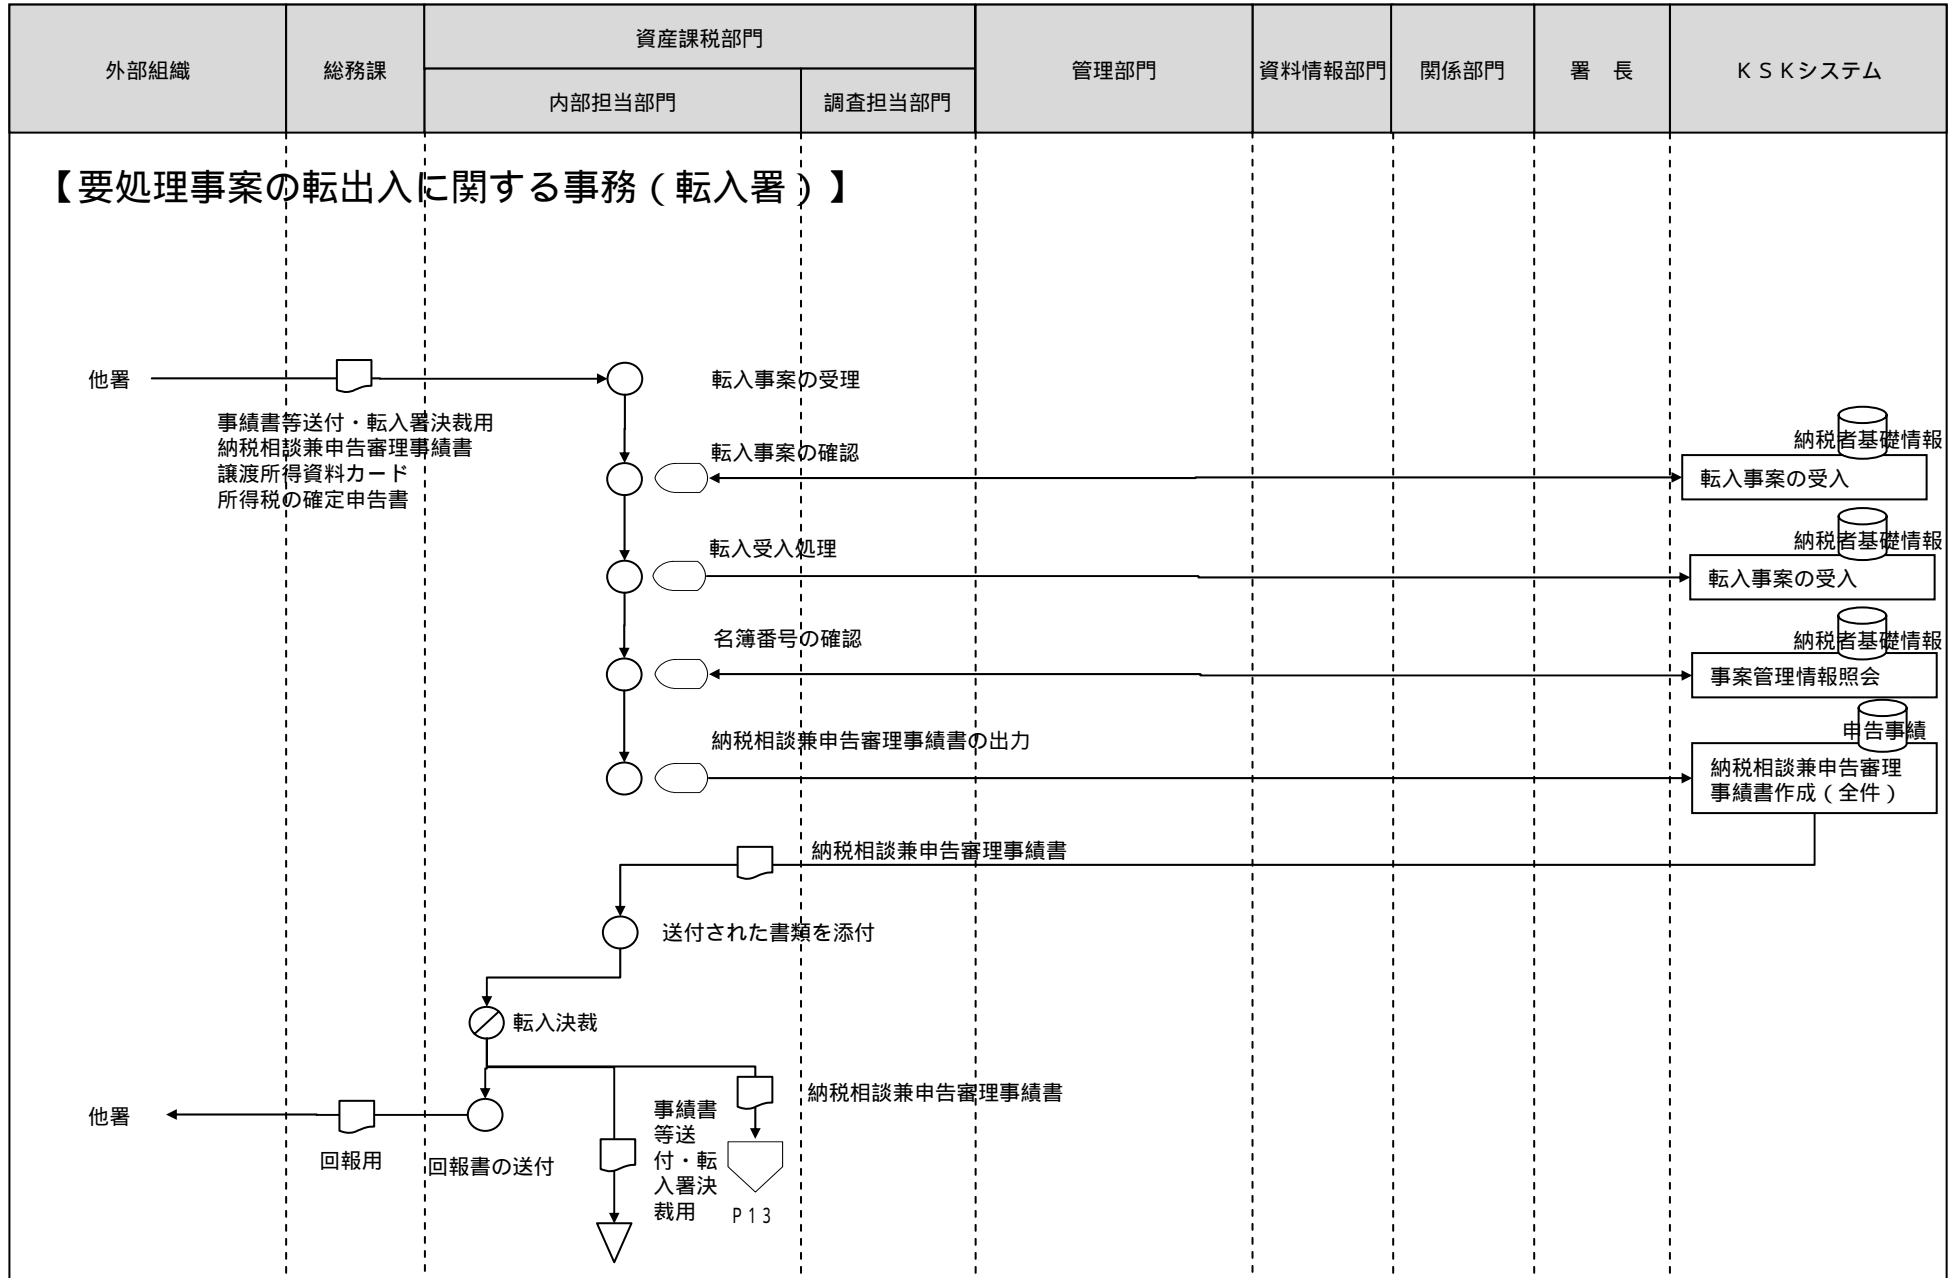 資産課税部門
外部組織
総務課
管理部門
資料情報部門
関係部門
署　長
ＫＳＫシステム
内部担当部門
調査担当部門
【要処理事案の転出入に関する事務（転入署）】
他署
転入事案の受理
事績書等送付・転入署決裁用
納税相談兼申告審理事績書
譲渡所得資料カード
所得税の確定申告書
転入事案の確認
納税者基礎情報
転入事案の受入
転入受入処理
納税者基礎情報
転入事案の受入
名簿番号の確認
納税者基礎情報
事案管理情報照会
納税相談兼申告審理事績書の出力
申告事績
納税相談兼申告審理
事績書作成（全件）
納税相談兼申告審理事績書
送付された書類を添付
転入決裁
納税相談兼申告審理事績書
他署
回報用
回報書の送付
事績書
等送
付・転
入署決
裁用
Ｐ１３